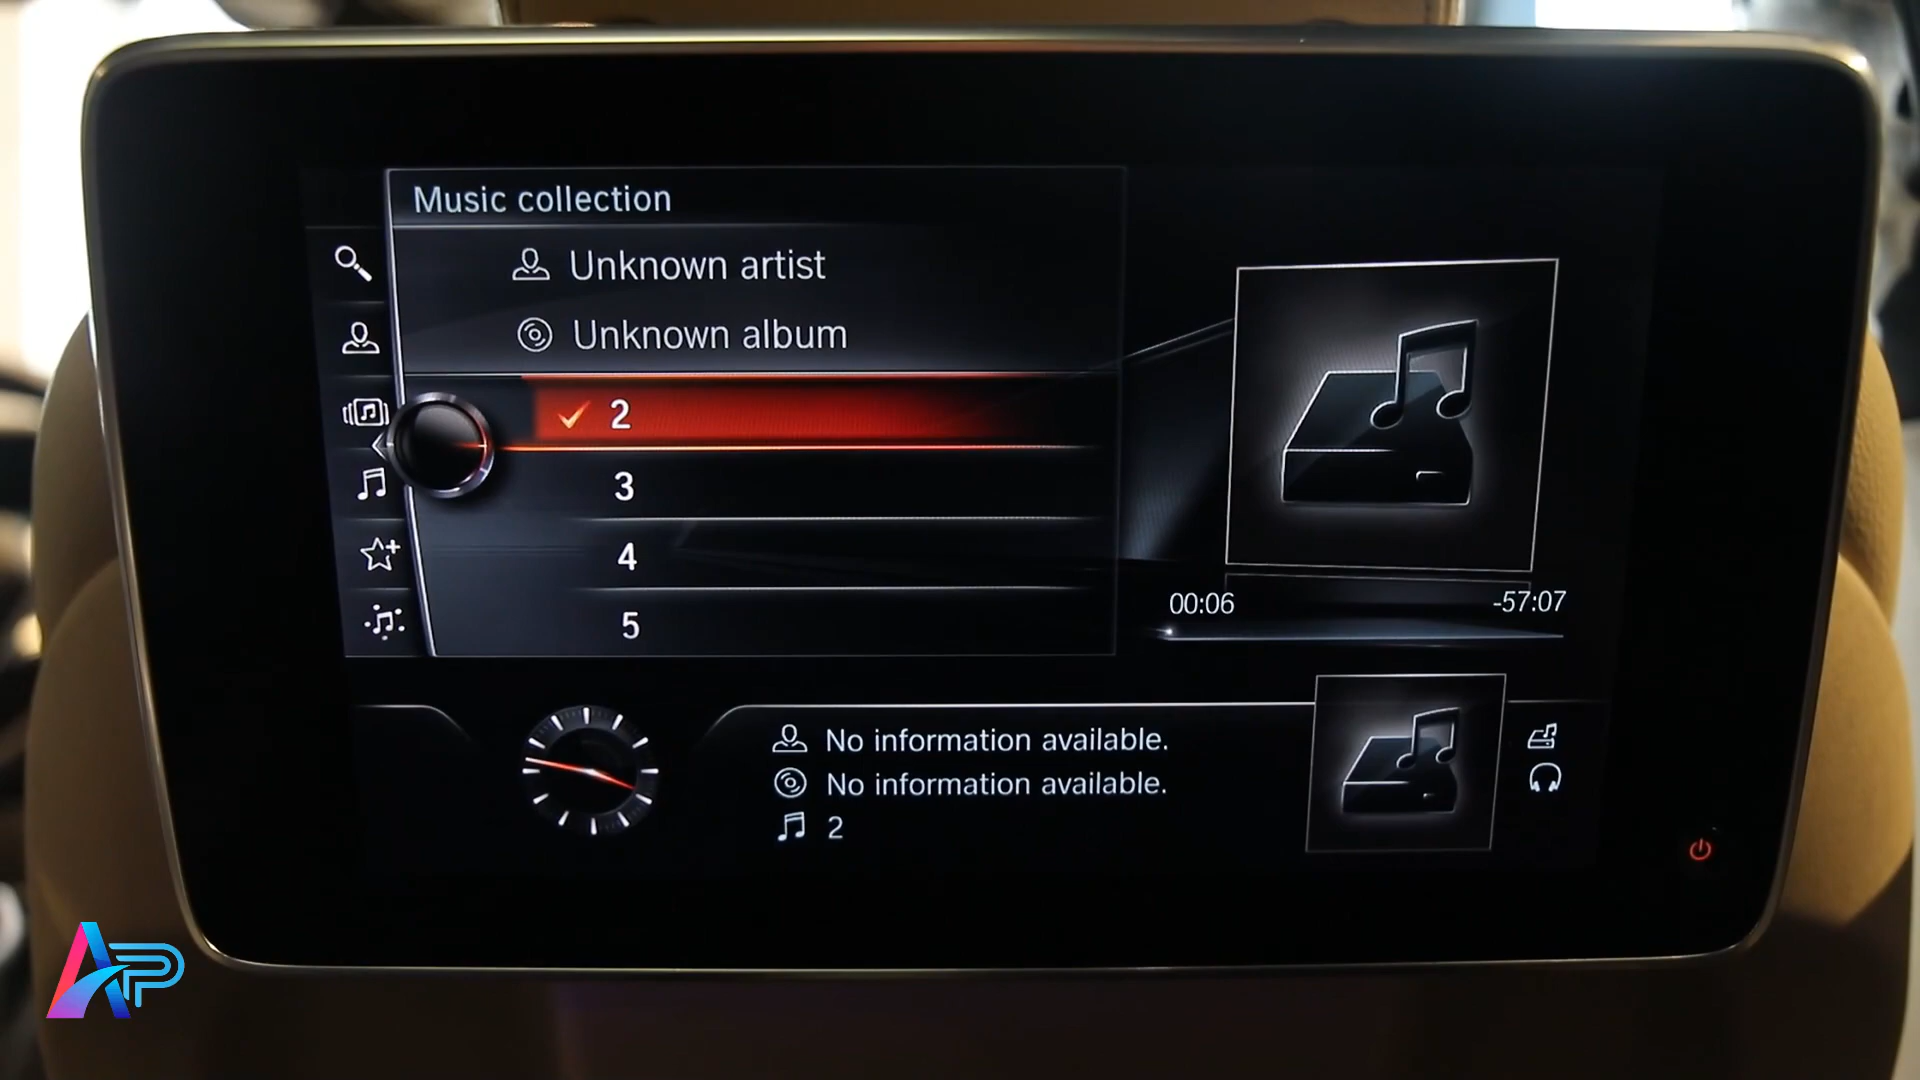 Music collection
Unknown artist
Unknown album
2
3
4
5
00:06 -57:07
No information available.
No information available.
2
AP